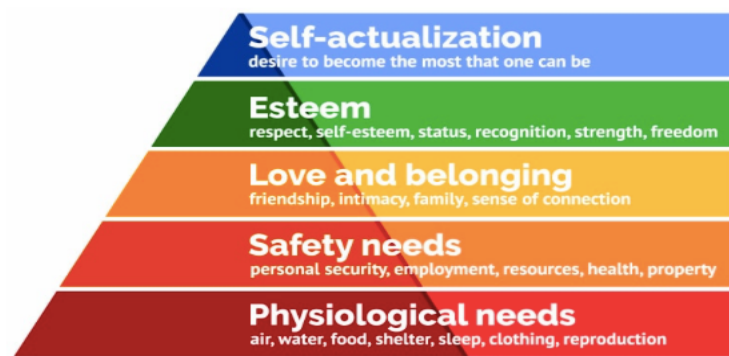 Self-actualization
desire to become the most that one can be
Esteem
respect, self-esteem, status, recognition, strength, freedom
Love and belonging
friendship, intimacy, family, sense of connection
Safety needs
personal security, employment, resources, health, property
Physiological needs
air, water, food, shelter, sleep, clothing, reproduction